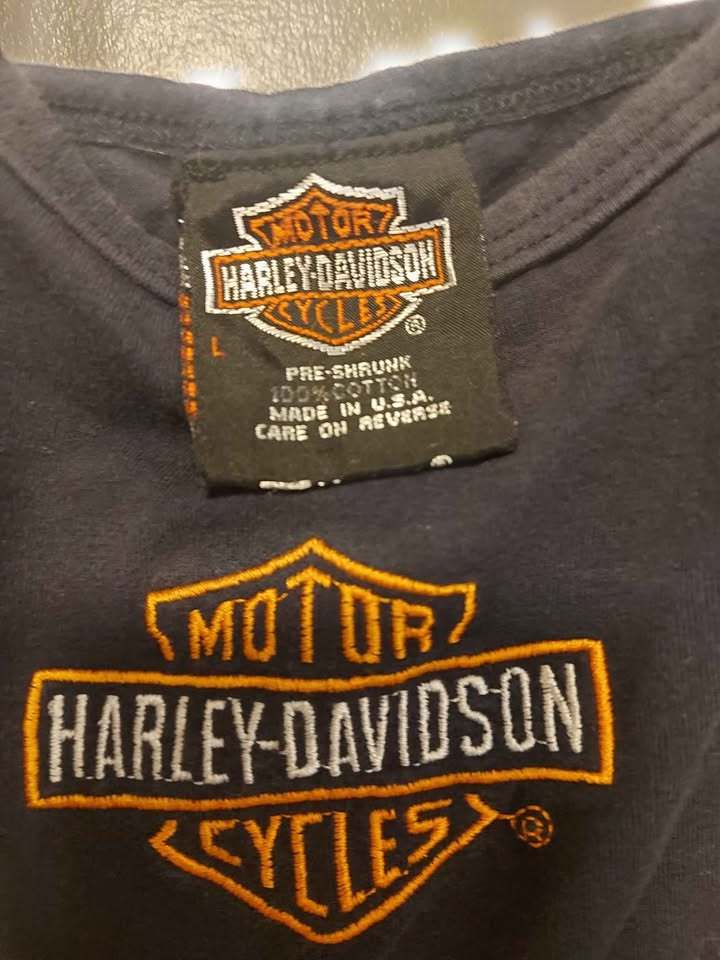 MOTOR
HARLEY-DAVIDSON
CYCLES
®
L
PRE-SHRUNK
100% COTTON
MADE IN U.S.A.
CARE ON REVERSE
®
MOTOR
HARLEY-DAVIDSON
CYCLES ®